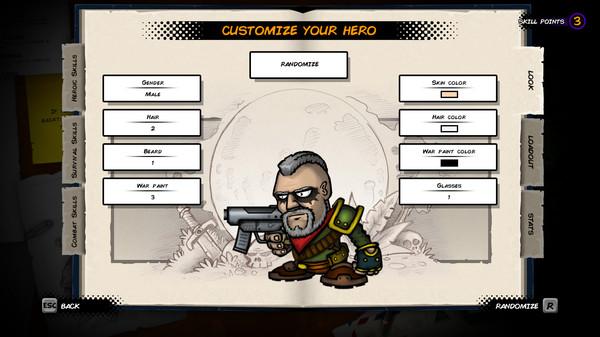 CUSTOMIZE YOUR HERO
SKILL POINTS 3
RANDOMIZE
GENDER
MALE
HAIR
2
BEARD
1
WAR PAINT
3
SKIN COLOR
HAIR COLOR
WAR PAINT COLOR
GLASSES
1
HEROIC SKILLS
SURVIVAL SKILLS
COMBAT SKILLS
LOOK
LOADOUT
STATS
ESC BACK
RANDOMIZE R